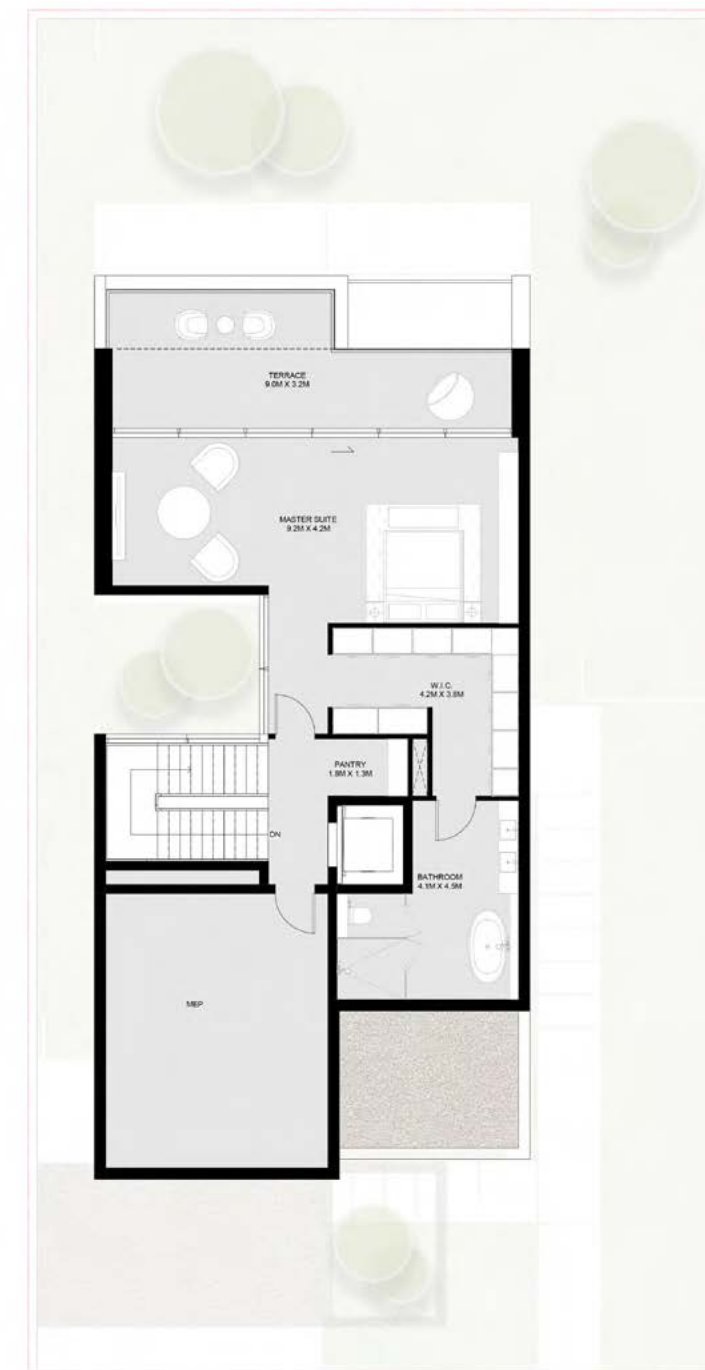 TERRACE
9.0M X 3.2M
MASTER SUITE
9.2M X 4.2M
W.I.C.
4.2M X 3.8M
PANTRY
1.8M X 1.3M
DN
BATHROOM
4.1M X 4.5M
MEP